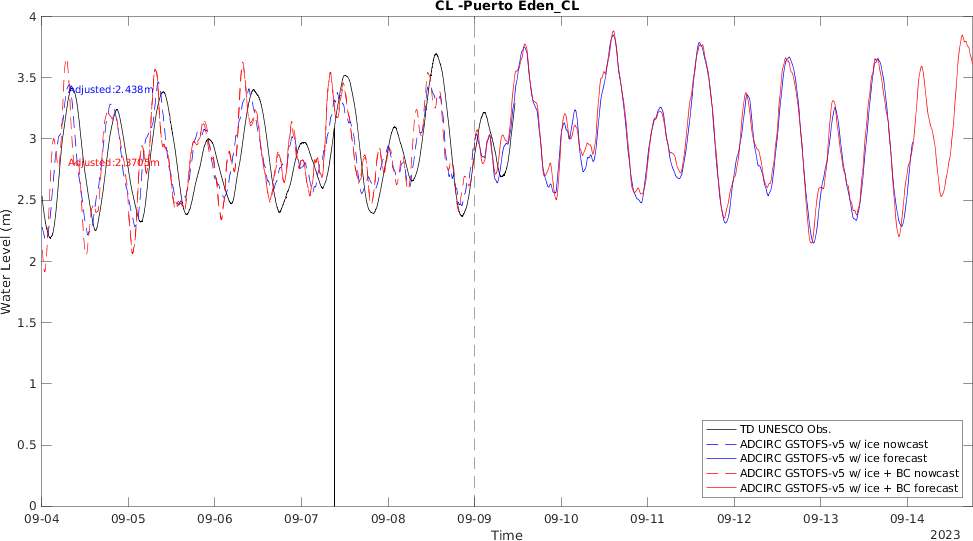 CL -Puerto Eden_CL
4
3.5
3
2.5
2
1.5
1
0.5
0
Water Level (m)
Adjusted:2.438m
TD UNESCO Obs.
ADCIRC GSTOFS-v5 w/ ice nowcast
ADCIRC GSTOFS-v5 w/ ice forecast
ADCIRC GSTOFS-v5 w/ ice + BC nowcast
ADCIRC GSTOFS-v5 w/ ice + BC forecast
09-04 09-05 09-06 09-07 09-08 09-09 09-10 09-11 09-12 09-13 09-14
Time
2023